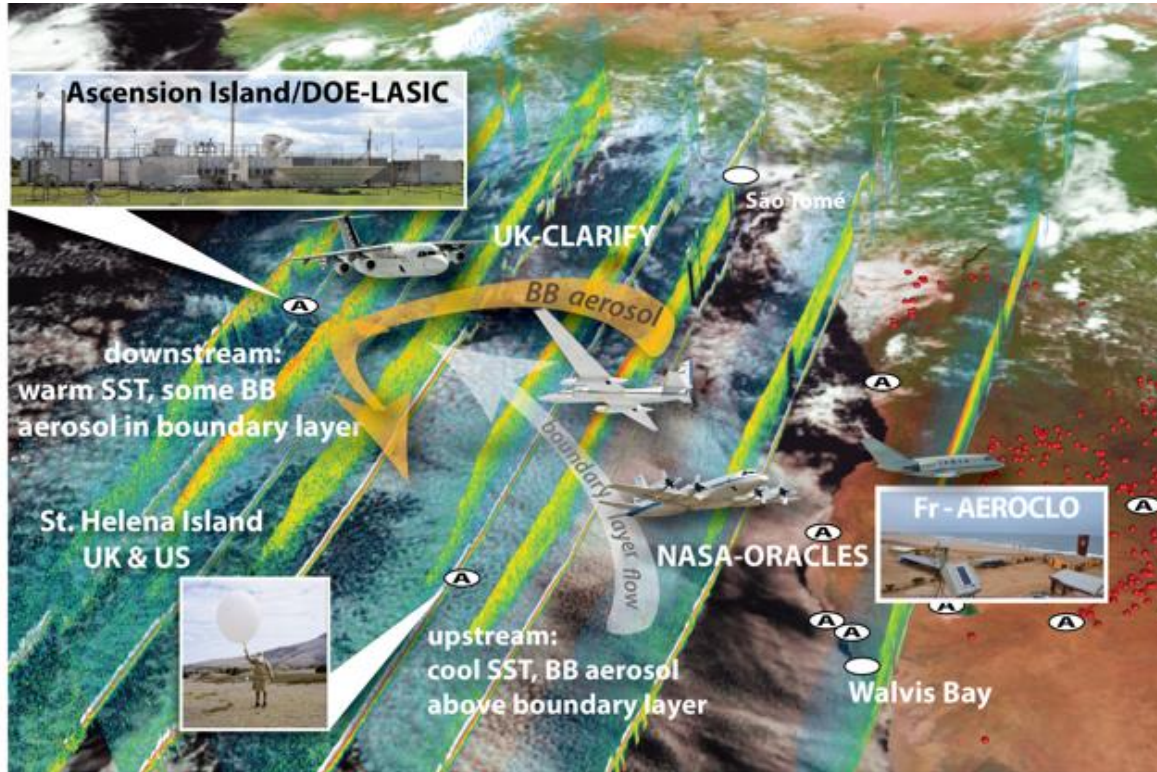 Ascension Island/DOE-LASIC
São Tomé
UK-CLARIFY
BB aerosol
A
downstream:
warm SST, some BB
aerosol in boundary layer
A
boundary layer flow
Fr - AEROCLO
A
St. Helena Island
UK & US
NASA-ORACLES
A
A
A
A
A
A
A
upstream:
cool SST, BB aerosol
above boundary layer
Walvis Bay